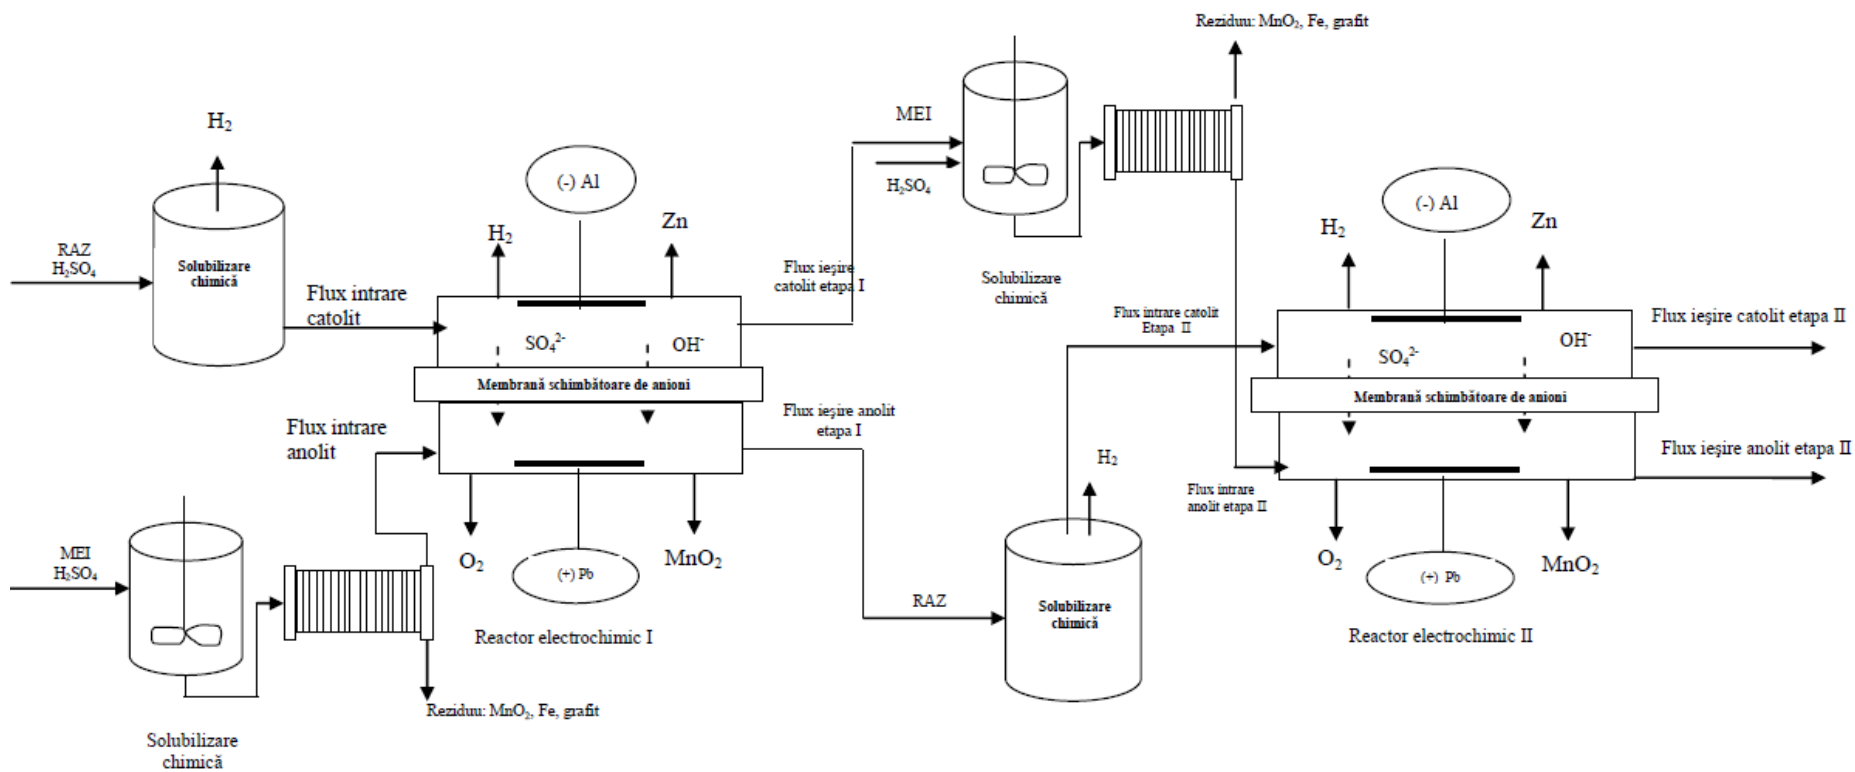 Reziduu: MnO₂, Fe, grafit
H₂
MEI
H₂SO₄
(-) Al
(-) Al
RAZ
H₂SO₄
Solubilizare
chimică
H₂
Zn
Flux ieşire
catolit etapa I
Solubilizare
chimică
H₂
Zn
Flux intrare
catolit
SO₄²⁻
OH⁻
Flux intrare catolit
Etapa II
SO₄²⁻
OH⁻
Flux ieşire catolit etapa II
Membrană schimbătoare de anioni
Membrană schimbătoare de anioni
Flux intrare
anolit
Flux ieşire anolit
etapa I
H₂
Flux ieşire anolit etapa II
Flux intrare
anolit etapa II
MEI
H₂SO₄
O₂
(+) Pb
MnO₂
RAZ
Solubilizare
chimică
O₂
(+) Pb
MnO₂
Reactor electrochimic I
Reactor electrochimic II
Reziduu: MnO₂, Fe, grafit
Solubilizare
chimică